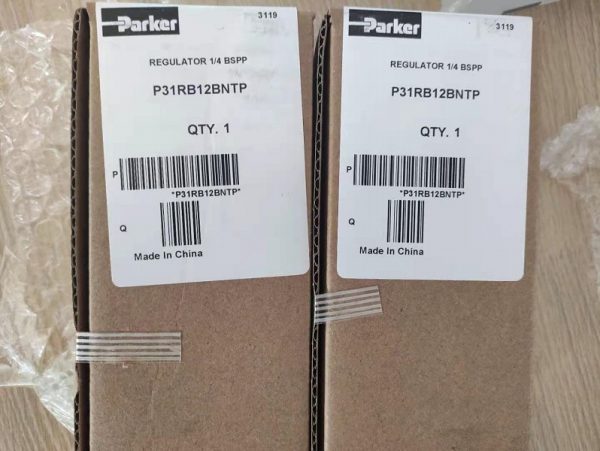 Parker
3119
REGULATOR 1/4 BSPP
P31RB12BNTP
QTY. 1
P
*P31RB12BNTP*
Q
Made In China
Parker
3119
REGULATOR 1/4 BSPP
P31RB12BNTP
QTY. 1
P
*P31RB12BNTP*
Q
Made In China